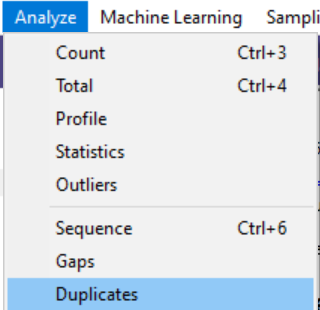 Analyze Machine Learning Sampli
Count Ctrl+3
Total Ctrl+4
Profile
Statistics
Outliers
Sequence Ctrl+6
Gaps
Duplicates